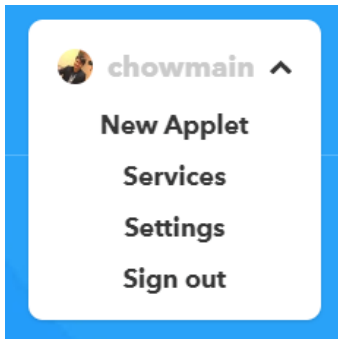 chowmain
New Applet
Services
Settings
Sign out